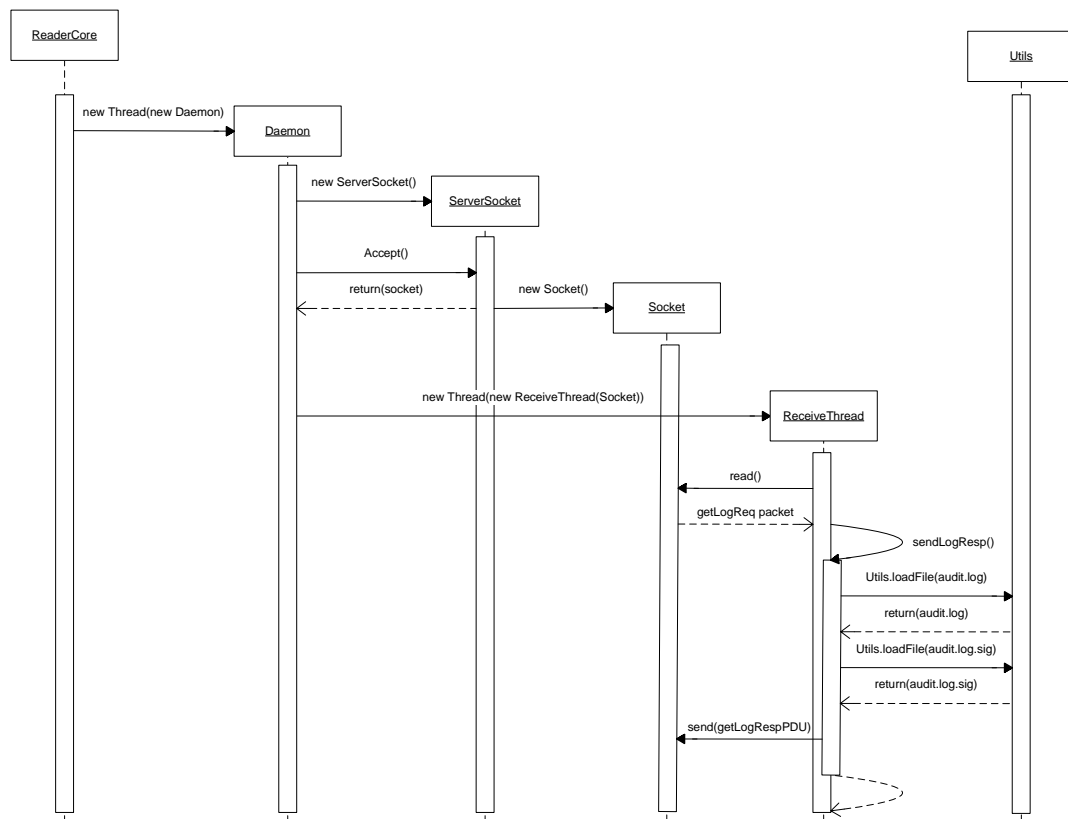 ReaderCore
Utils
new Thread(new Daemon)
Daemon
new ServerSocket()
ServerSocket
Accept()
return(socket)
new Socket()
Socket
new Thread(new ReceiveThread(Socket))
ReceiveThread
read()
getLogReq packet
sendLogResp()
Utils.loadFile(audit.log)
return(audit.log)
Utils.loadFile(audit.log.sig)
return(audit.log.sig)
send(getLogRespPDU)